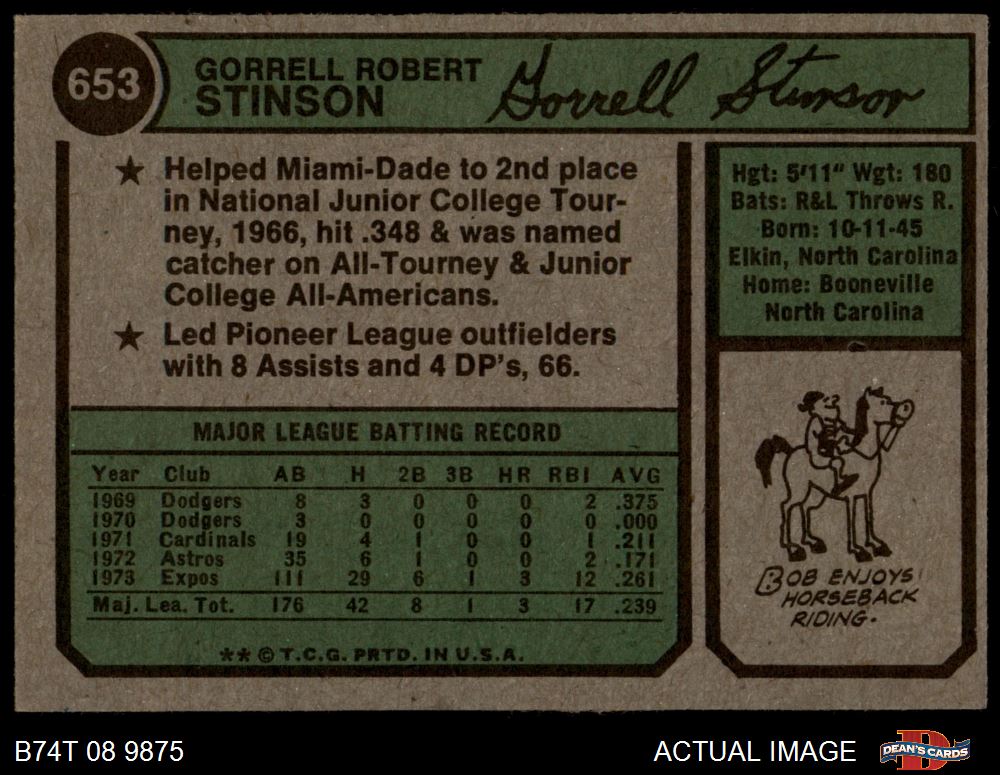 653
GORRELL ROBERT
STINSON
Gorrell Stinson
★ Helped Miami-Dade to 2nd place
in National Junior College Tour-
ney, 1966, hit .348 & was named
catcher on All-Tourney & Junior
College All-Americans.
★ Led Pioneer League outfielders
with 8 Assists and 4 DP's, 66.
Hgt: 5'11" Wgt: 180
Bats: R&L Throws R.
Born: 10-11-45
Elkin, North Carolina
Home: Booneville
North Carolina
MAJOR LEAGUE BATTING RECORD
Year Club AB H 2B 3B HR RBI AVG
1969 Dodgers 8 3 0 0 0 2 .375
1970 Dodgers 3 0 0 0 0 0 .000
1971 Cardinals 19 4 1 0 0 1 .211
1972 Astros 35 6 1 0 0 2 .171
1973 Expos 111 29 6 1 3 12 .261
Maj. Lea. Tot. 176 42 8 1 3 17 .239
** © T.C.G. PRTD. IN U.S.A.
BOB ENJOYS
HORSEBACK
RIDING.
B74T 08 9875
ACTUAL IMAGE
DEAN'S CARDS